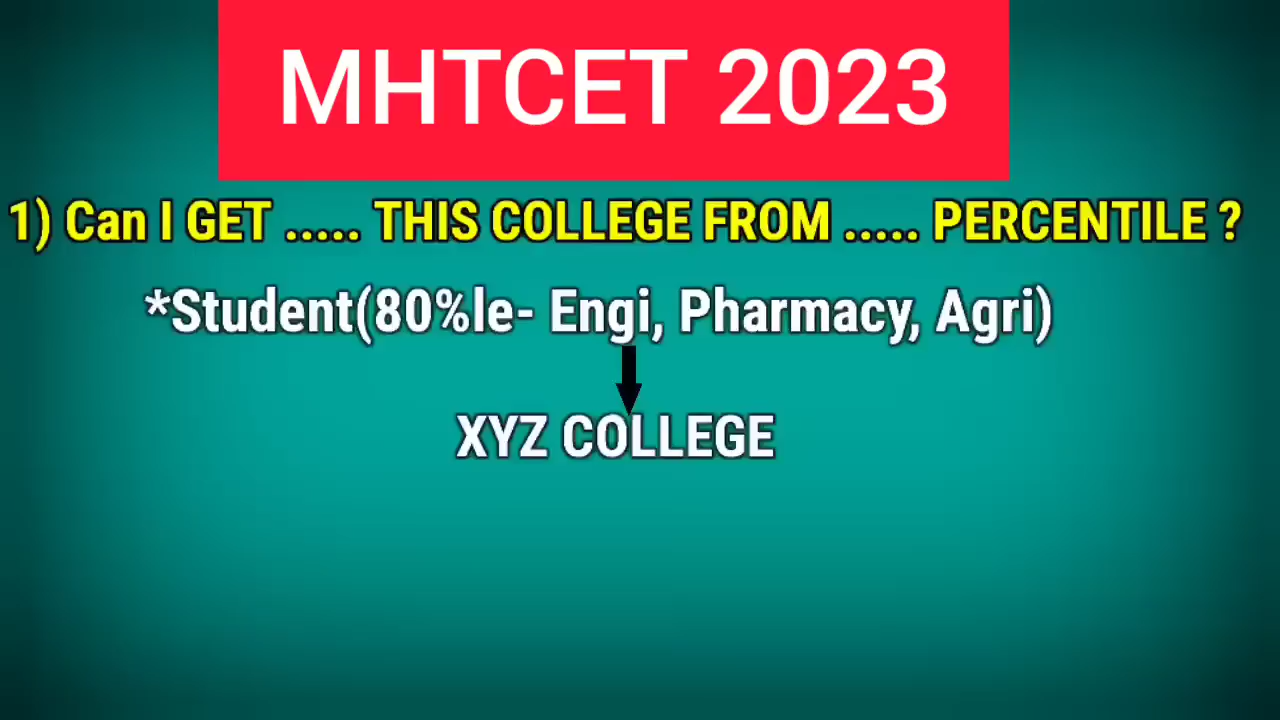 MHTCET 2023
1) Can I GET ..... THIS COLLEGE FROM ..... PERCENTILE ?
*Student(80%le- Engi, Pharmacy, Agri)
XYZ COLLEGE